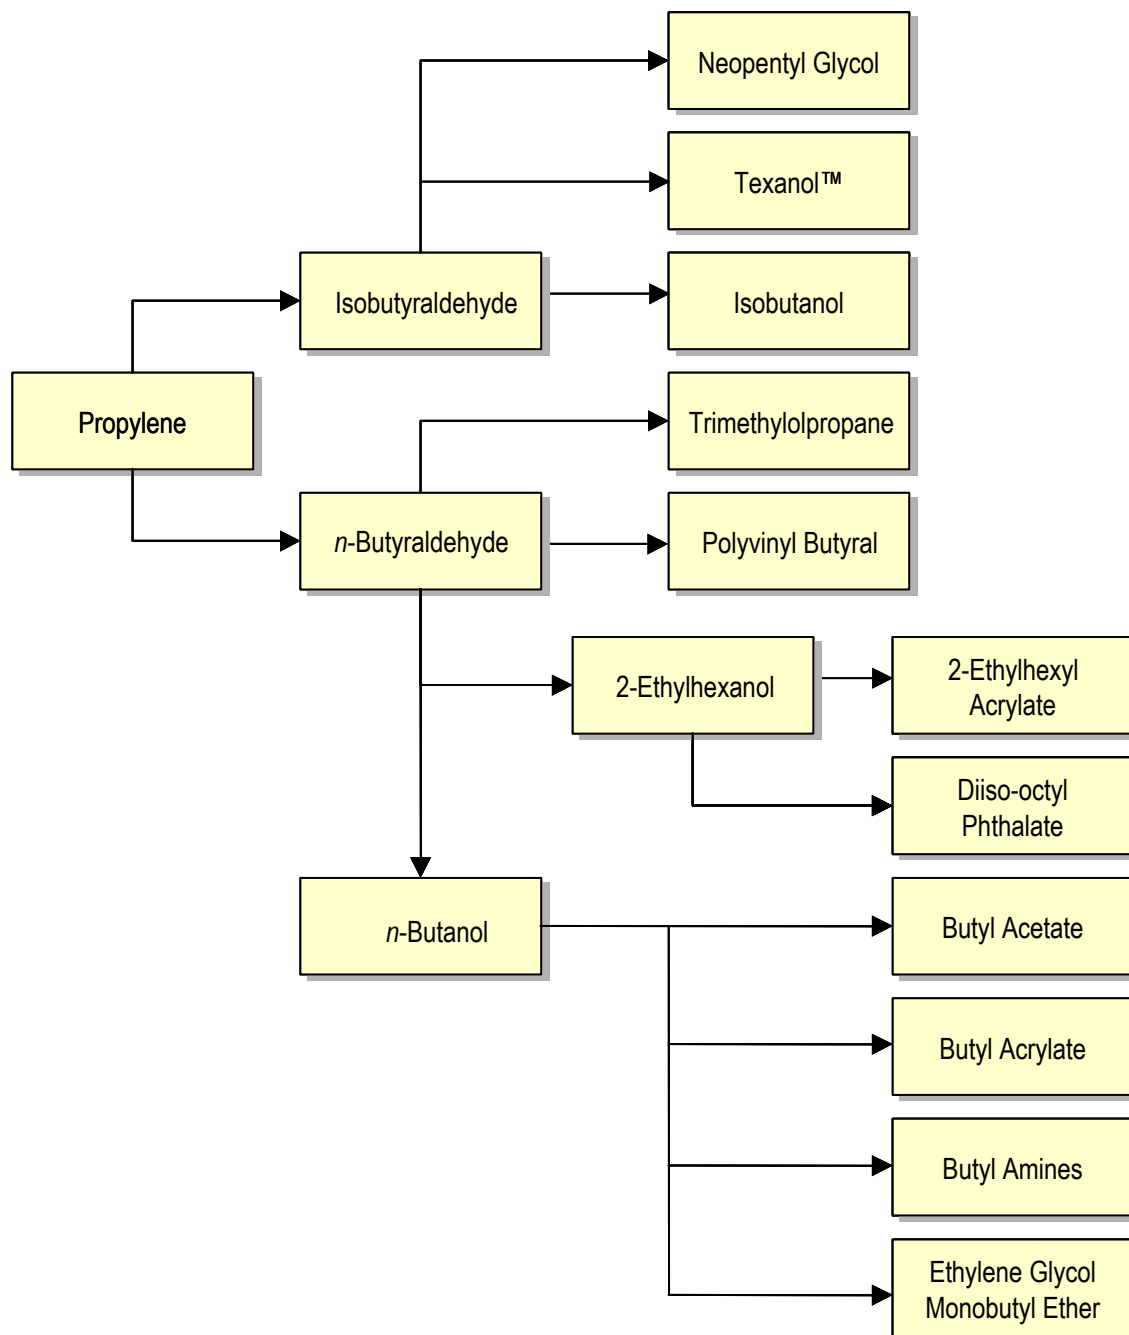 Neopentyl Glycol
Texanol™
Isobutyraldehyde
Isobutanol
Propylene
Trimethylolpropane
n-Butyraldehyde
Polyvinyl Butyral
2-Ethylhexanol
2-Ethylhexyl
Acrylate
Diiso-octyl
Phthalate
n-Butanol
Butyl Acetate
Butyl Acrylate
Butyl Amines
Ethylene Glycol
Monobutyl Ether